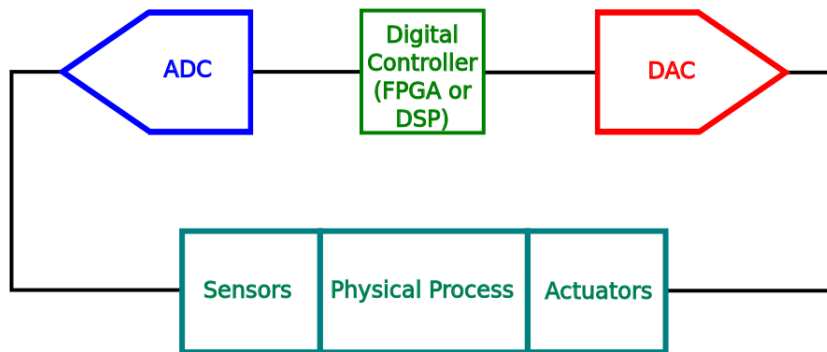 ADC
Digital
Controller
(FPGA or
DSP)
DAC
Sensors
Physical Process
Actuators